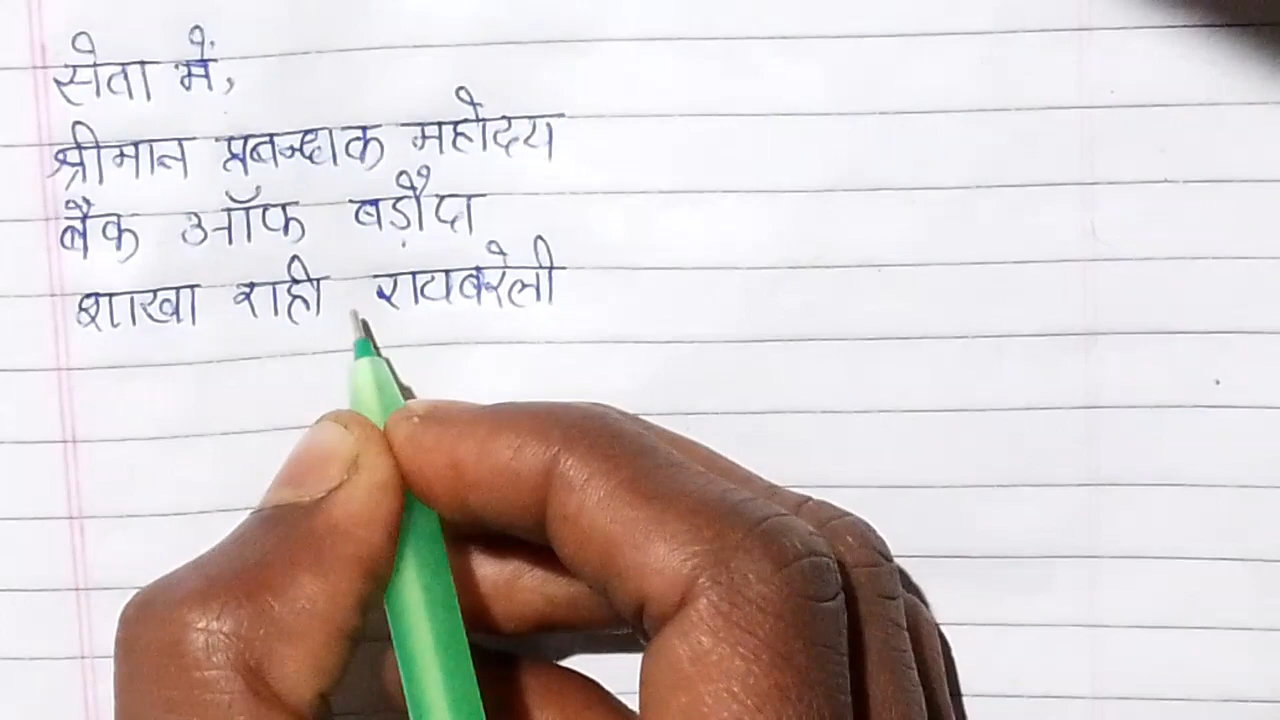 सेवा में,
श्रीमान प्रबन्धक महोदय
बैंक ऑफ बड़ौदा
शाखा राही रायबरेली